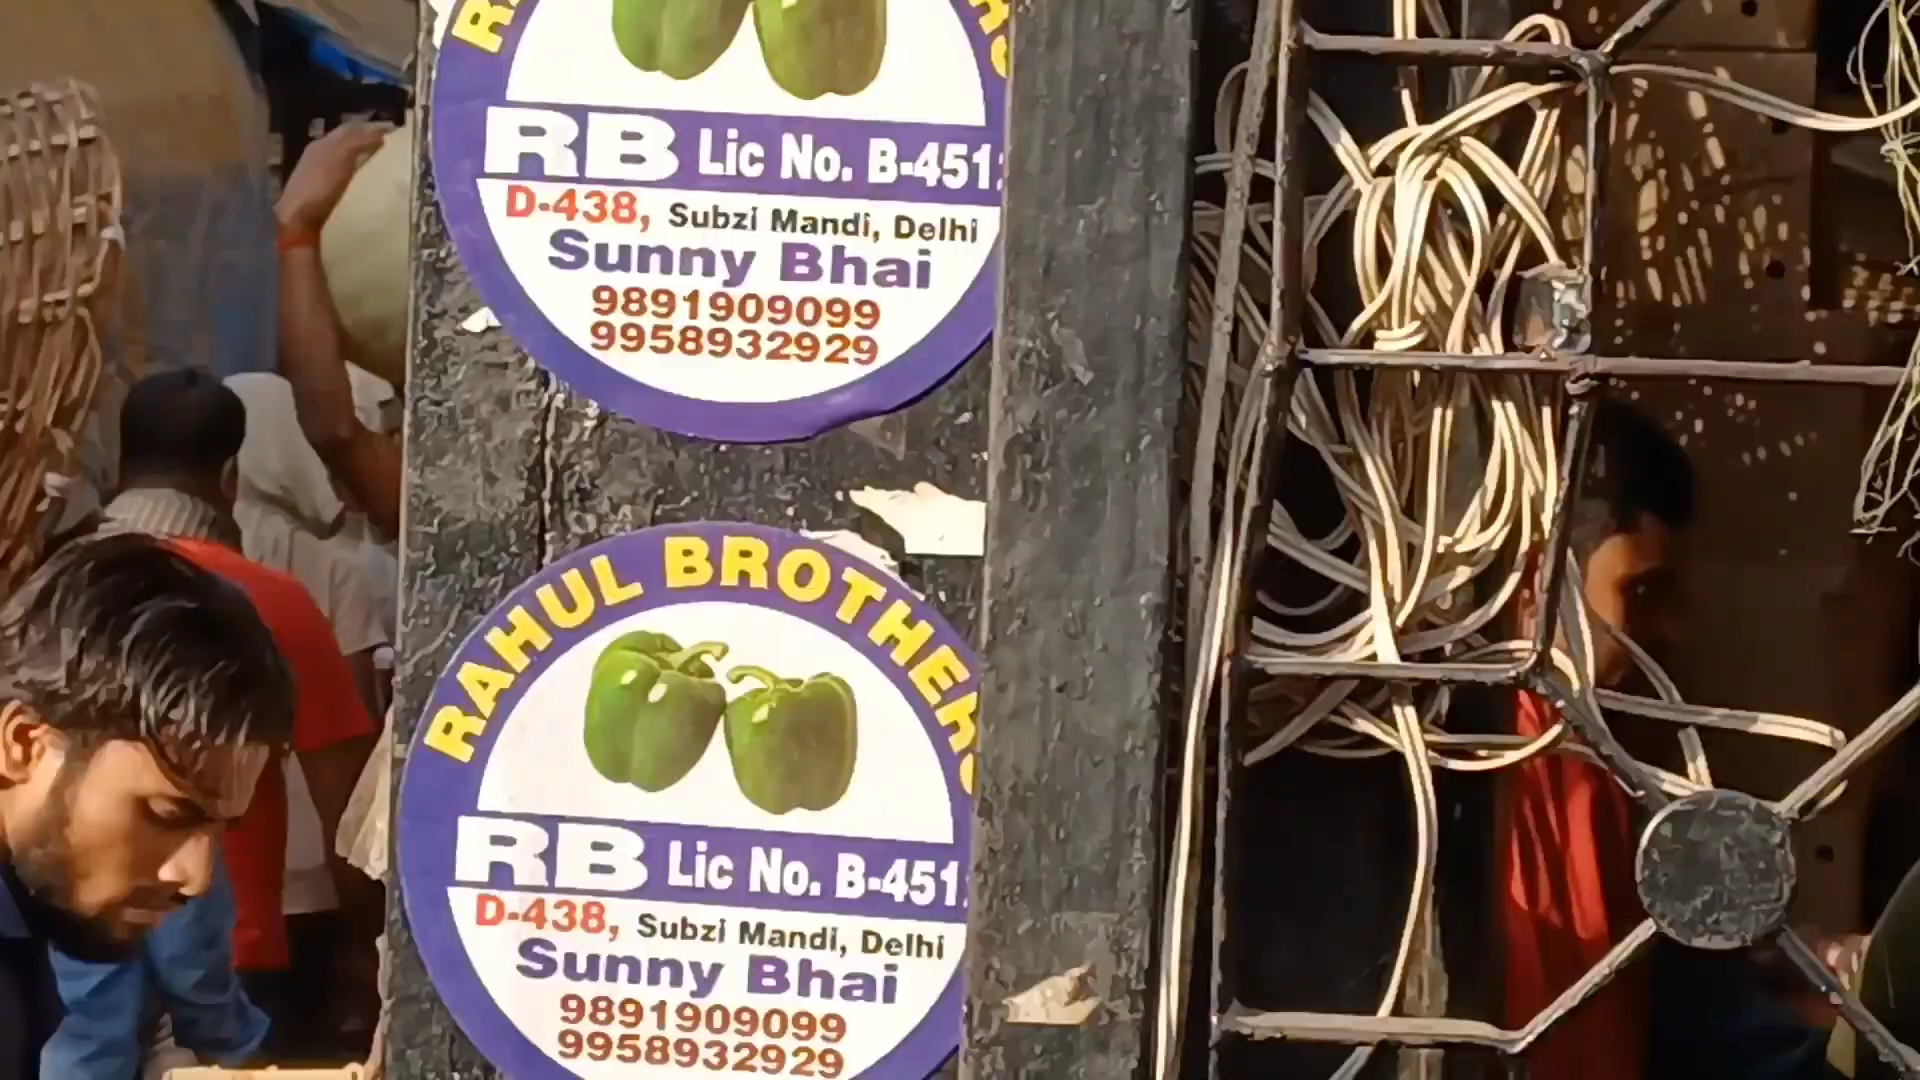 RB Lic No. B-451
D-438, Subzi Mandi, Delhi
Sunny Bhai
9891909099
9958932929
RAHUL BROTHERS
RB Lic No. B-451
D-438, Subzi Mandi, Delhi
Sunny Bhai
9891909099
9958932929